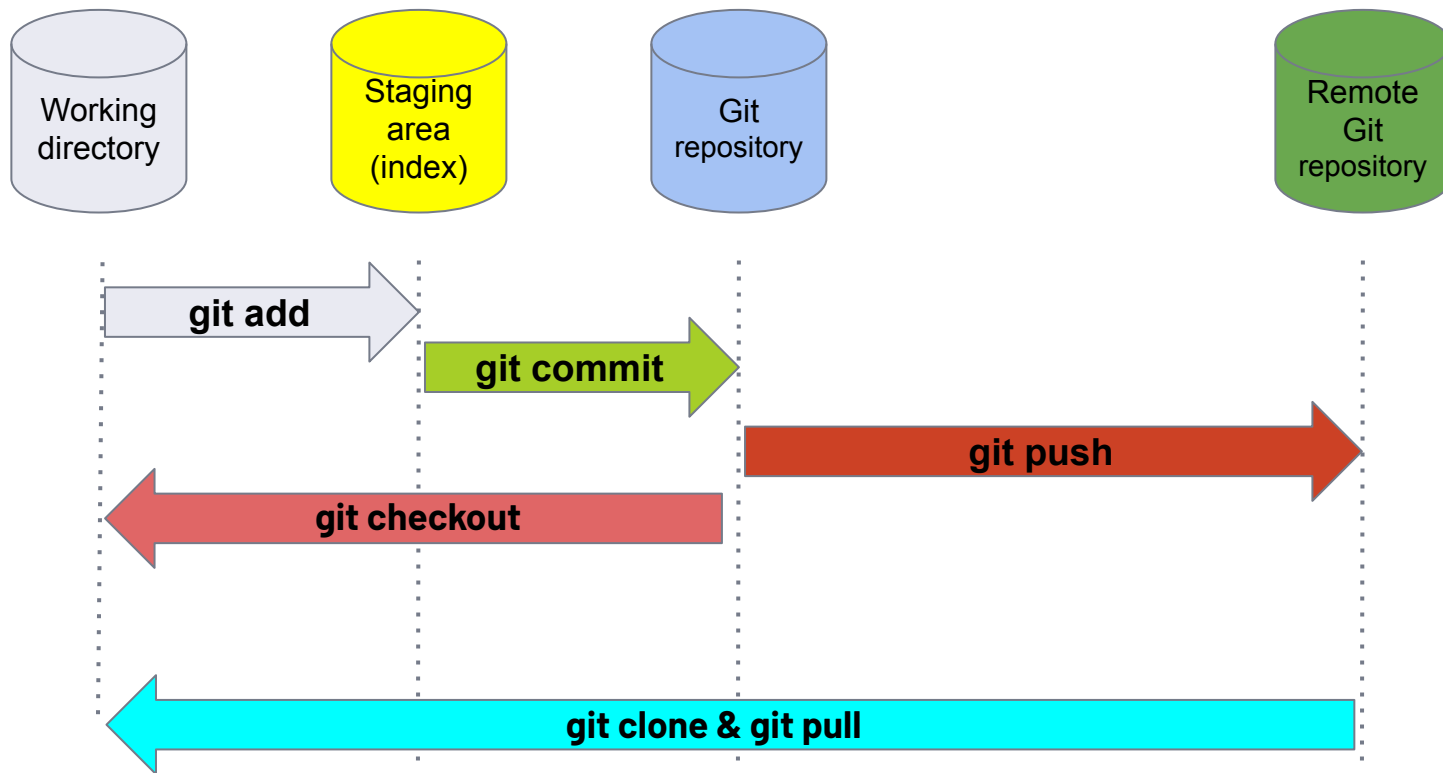 Working
directory
Staging
area
(index)
Git
repository
Remote
Git
repository
git add
git commit
git push
git checkout
git clone & git pull